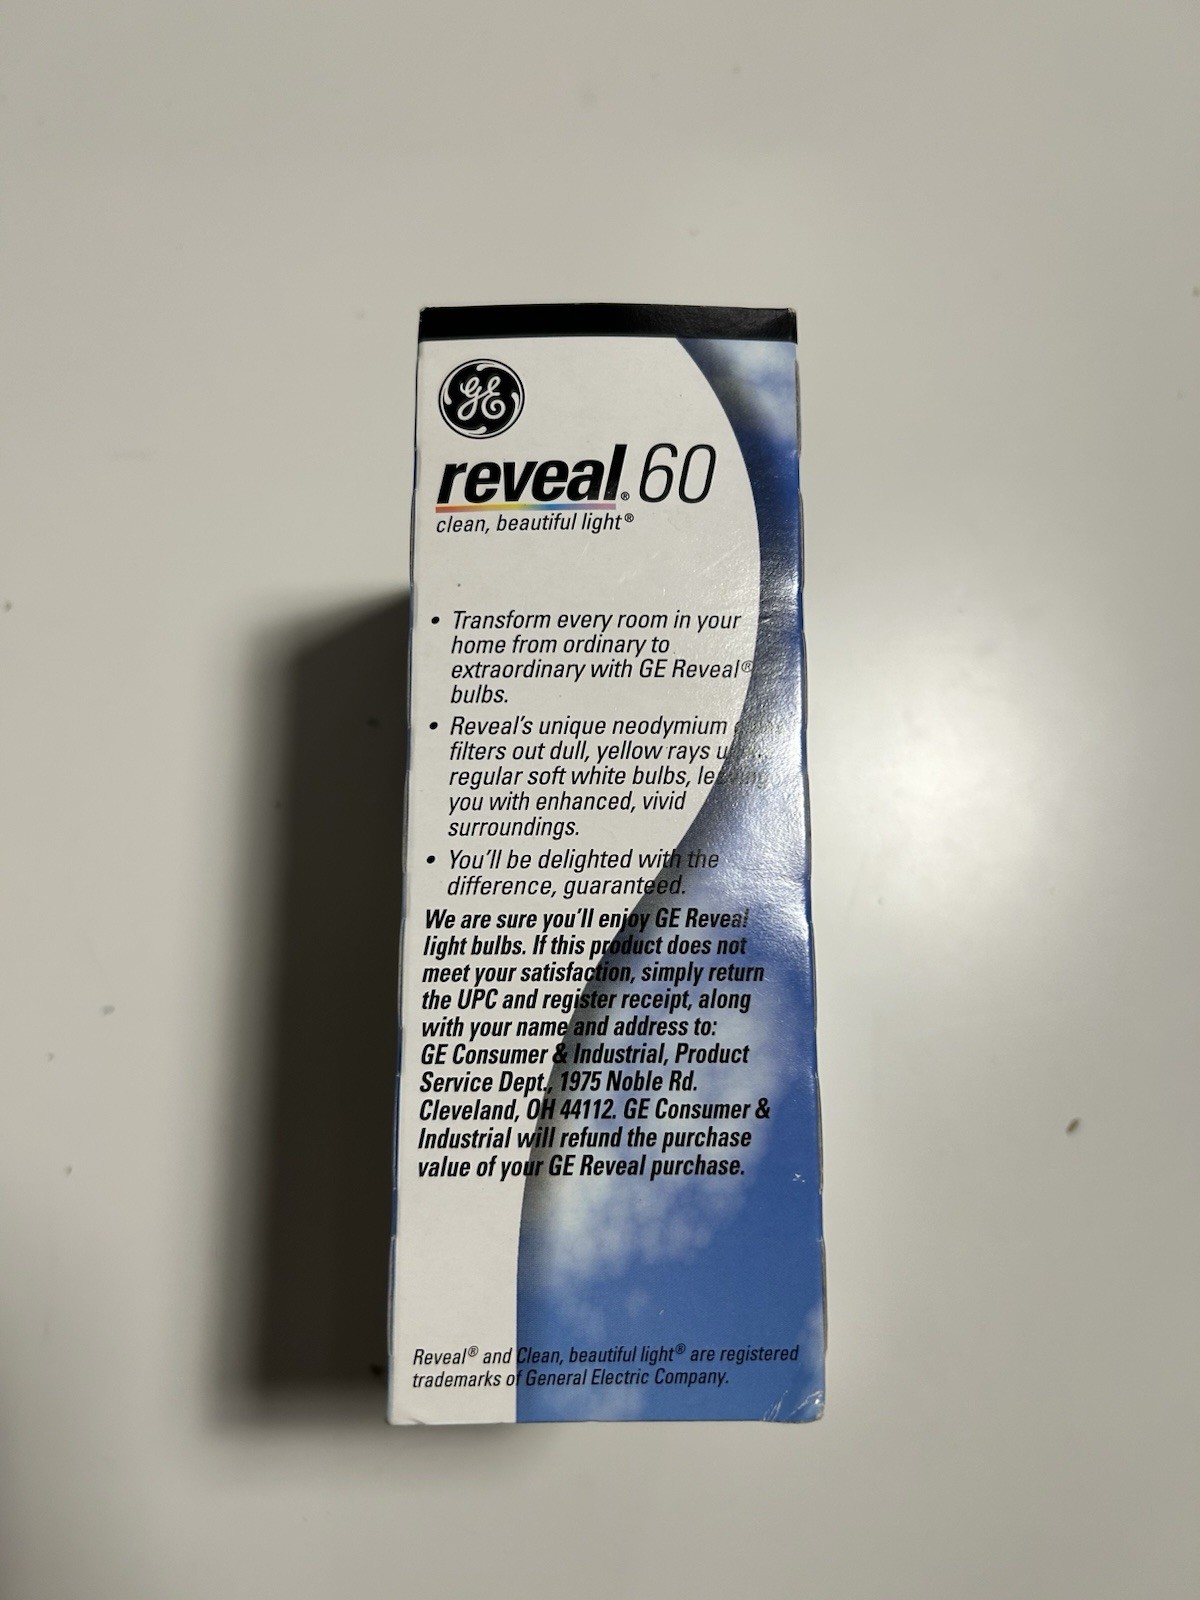 GE
reveal® 60
clean, beautiful light®
• Transform every room in your
home from ordinary to
extraordinary with GE Reveal®
bulbs.
• Reveal's unique neodymium
filters out dull, yellow rays
regular soft white bulbs, leaving
you with enhanced, vivid
surroundings.
• You'll be delighted with the
difference, guaranteed.
We are sure you'll enjoy GE Reveal
light bulbs. If this product does not
meet your satisfaction, simply return
the UPC and register receipt, along
with your name and address to:
GE Consumer & Industrial, Product
Service Dept., 1975 Noble Rd.
Cleveland, OH 44112. GE Consumer &
Industrial will refund the purchase
value of your GE Reveal purchase.
Reveal® and Clean, beautiful light® are registered
trademarks of General Electric Company.